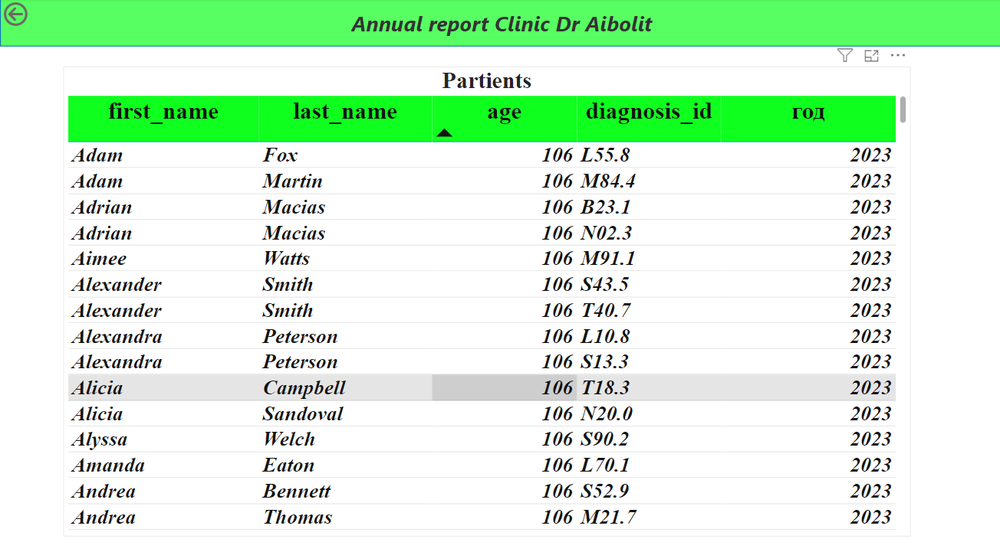 Annual report Clinic Dr Aibolit
Partients
first_name last_name age diagnosis_id год
Adam Fox 106 L55.8 2023
Adam Martin 106 M84.4 2023
Adrian Macias 106 B23.1 2023
Adrian Macias 106 N02.3 2023
Aimee Watts 106 M91.1 2023
Alexander Smith 106 S43.5 2023
Alexander Smith 106 T40.7 2023
Alexandra Peterson 106 L10.8 2023
Alexandra Peterson 106 S13.3 2023
Alicia Campbell 106 T18.3 2023
Alicia Sandoval 106 N20.0 2023
Alyssa Welch 106 S90.2 2023
Amanda Eaton 106 L70.1 2023
Andrea Bennett 106 S52.9 2023
Andrea Thomas 106 M21.7 2023